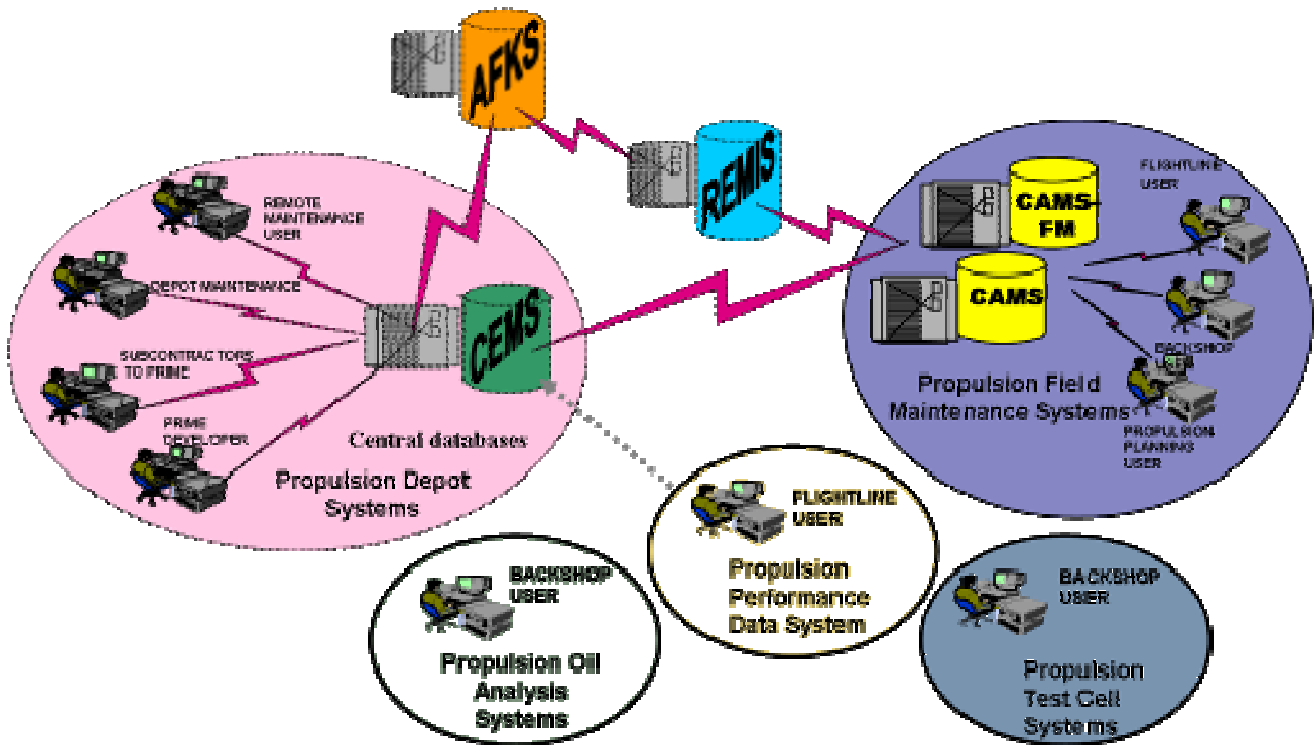 AFKS
REMIS
REMOTE
MAINTENANCE
USER
DEPOT MAINTENANCE
SUBCONTRACTORS
TO PRIME
PRIME
DEVELOPER
CEMS
Central databases
Propulsion Depot
Systems
CAMS
FM
CAMS
FLIGHTLINE
USER
BACKSHOP
USER
PROPULSION
PLANNING
USER
Propulsion Field
Maintenance Systems
FLIGHTLINE
USER
Propulsion
Performance
Data System
BACKSHOP
USER
Propulsion Oil
Analysis
Systems
BACKSHOP
USER
Propulsion
Test Cell
Systems